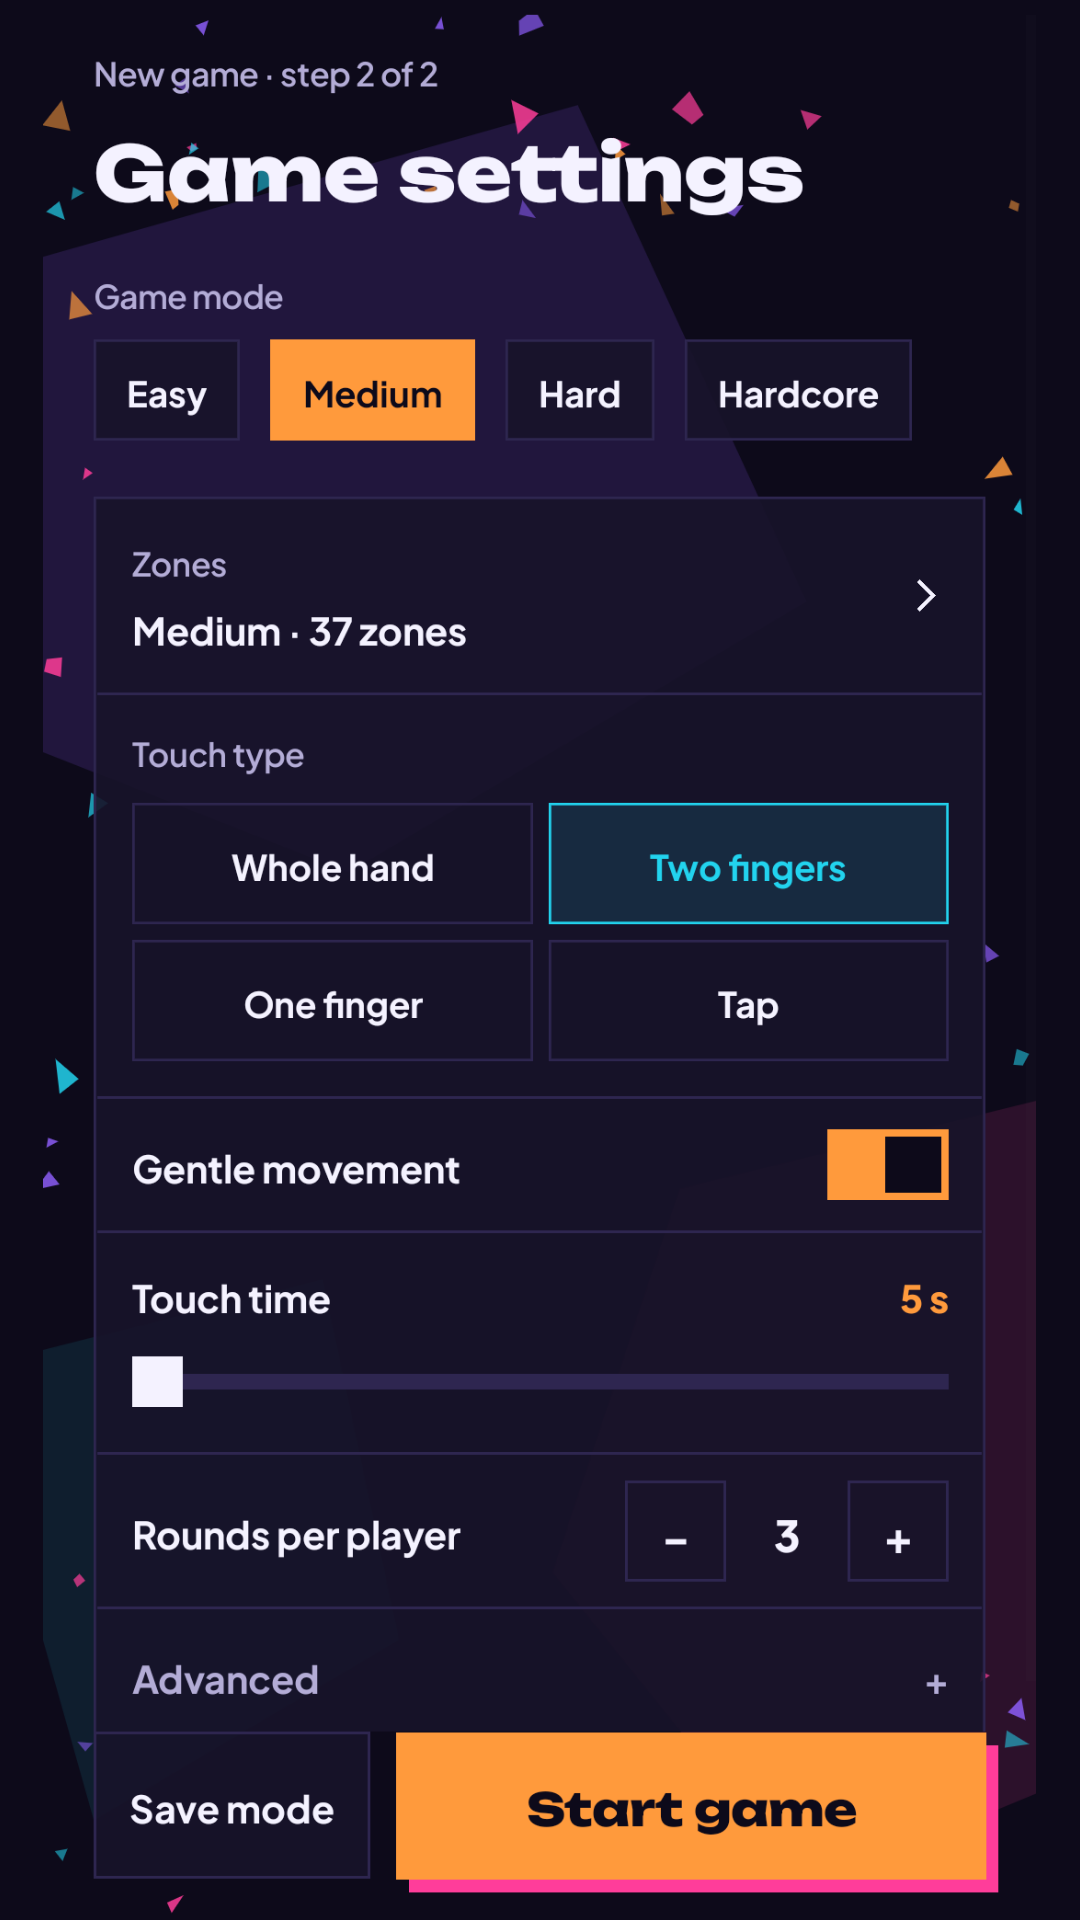 New game · step 2 of 2
Game settings
Game mode
Easy Medium Hard Hardcore
Zones
Medium · 37 zones
Touch type
Whole hand Two fingers
One finger Tap
Gentle movement
Touch time 5 s
Rounds per player – 3 +
Advanced +
Save mode Start game